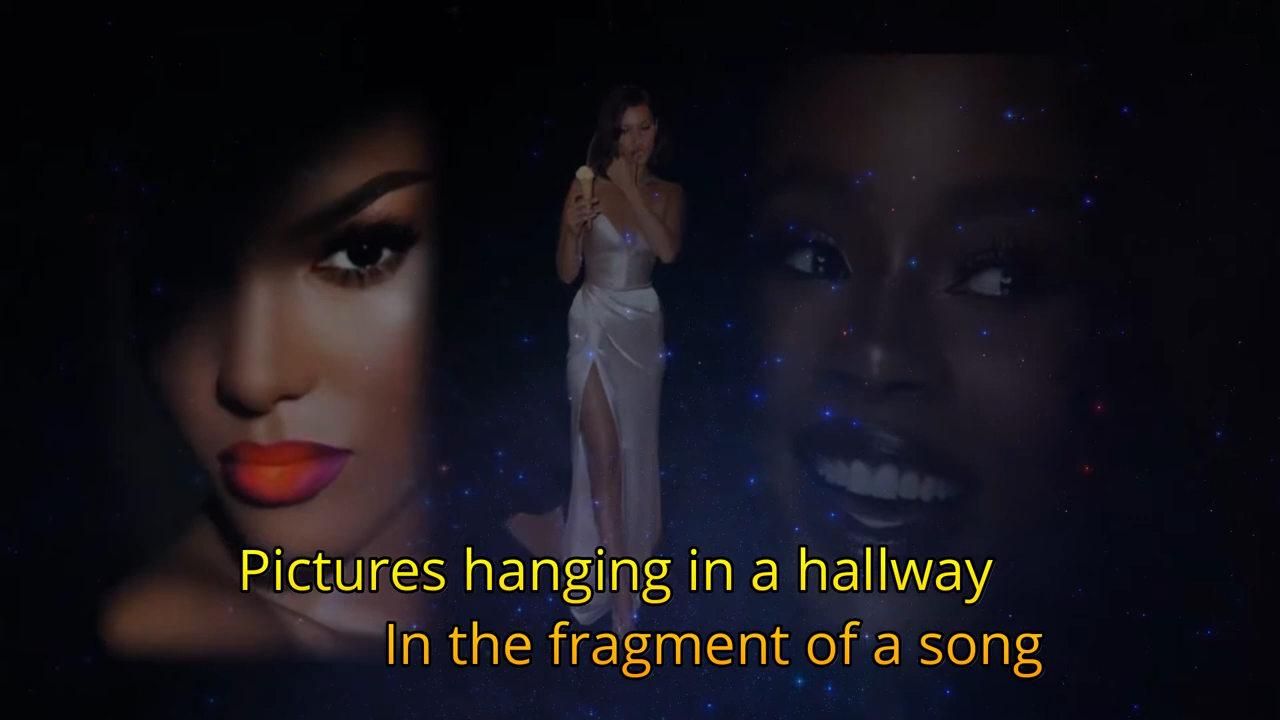 Pictures hanging in a hallway
In the fragment of a song